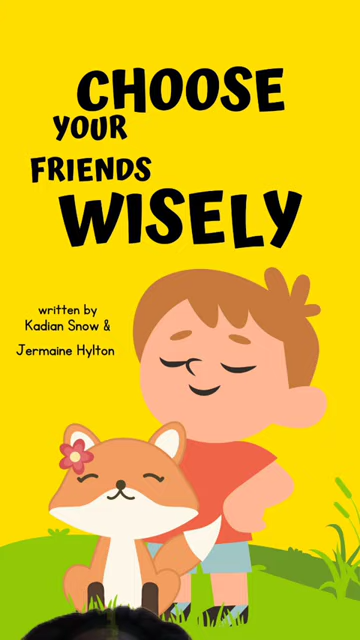 CHOOSE
YOUR
FRIENDS
WISELY
written by
Kadian Snow &
Jermaine Hylton